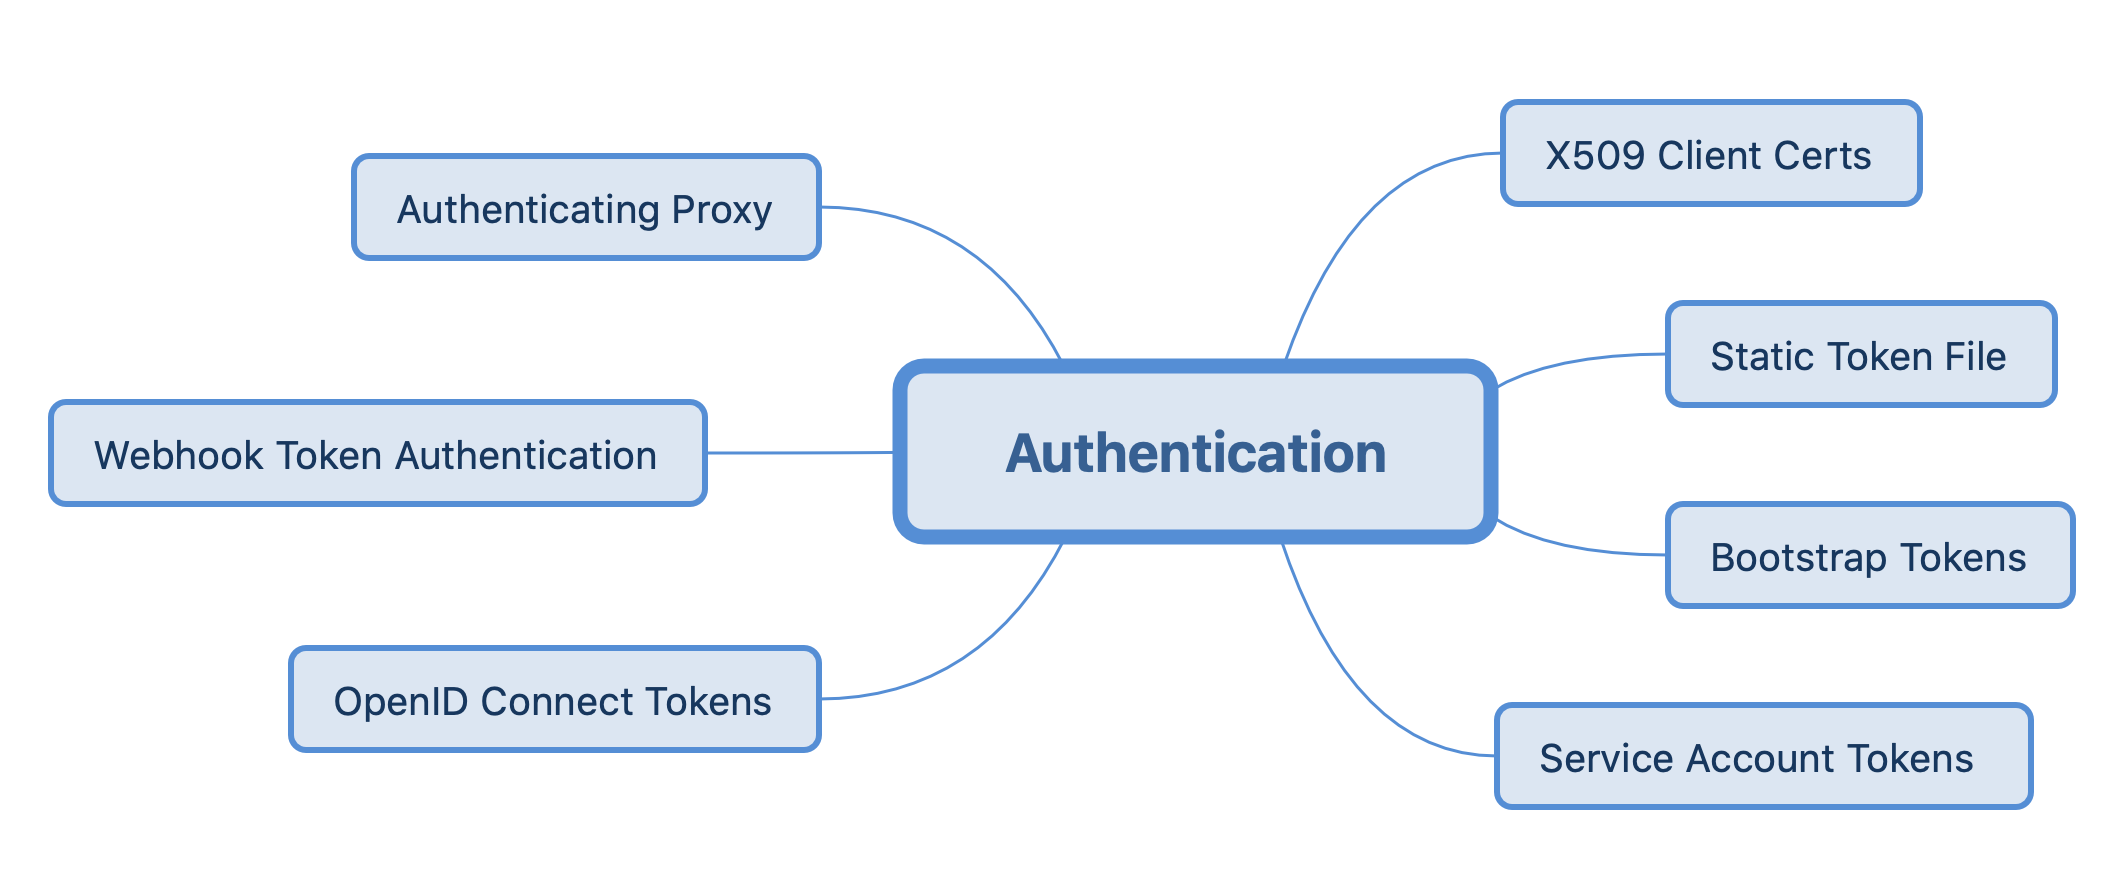 Authentication
X509 Client Certs
Static Token File
Bootstrap Tokens
Service Account Tokens
OpenID Connect Tokens
Webhook Token Authentication
Authenticating Proxy